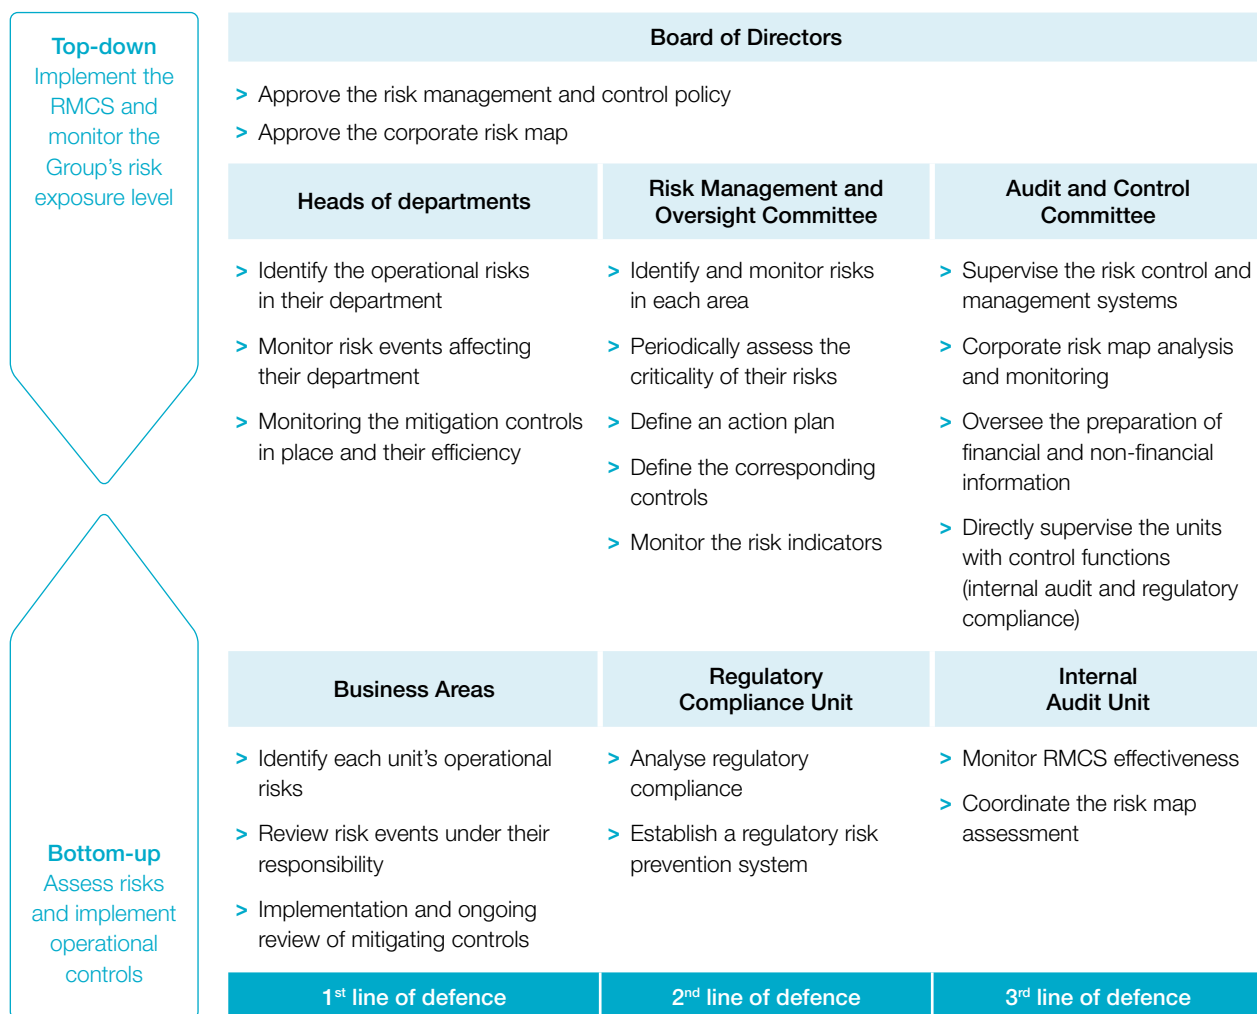 Top-down
Implement the
RMCS and
monitor the
Group's risk
exposure level
Board of Directors
> Approve the risk management and control policy
> Approve the corporate risk map
Heads of departments
> Identify the operational risks
in their department
> Monitor risk events affecting
their department
> Monitoring the mitigation controls
in place and their efficiency
Risk Management and
Oversight Committee
> Identify and monitor risks
in each area
> Periodically assess the
criticality of their risks
> Define an action plan
> Define the corresponding
controls
> Monitor the risk indicators
Audit and Control
Committee
> Supervise the risk control and
management systems
> Corporate risk map analysis
and monitoring
> Oversee the preparation of
financial and non-financial
information
> Directly supervise the units
with control functions
(internal audit and regulatory
compliance)
Bottom-up
Assess risks
and implement
operational
controls
Business Areas
> Identify each unit's operational
risks
> Review risk events under their
responsibility
> Implementation and ongoing
review of mitigating controls
Regulatory
Compliance Unit
> Analyse regulatory
compliance
> Establish a regulatory risk
prevention system
Internal
Audit Unit
> Monitor RMCS effectiveness
> Coordinate the risk map
assessment
1st line of defence
2nd line of defence
3rd line of defence